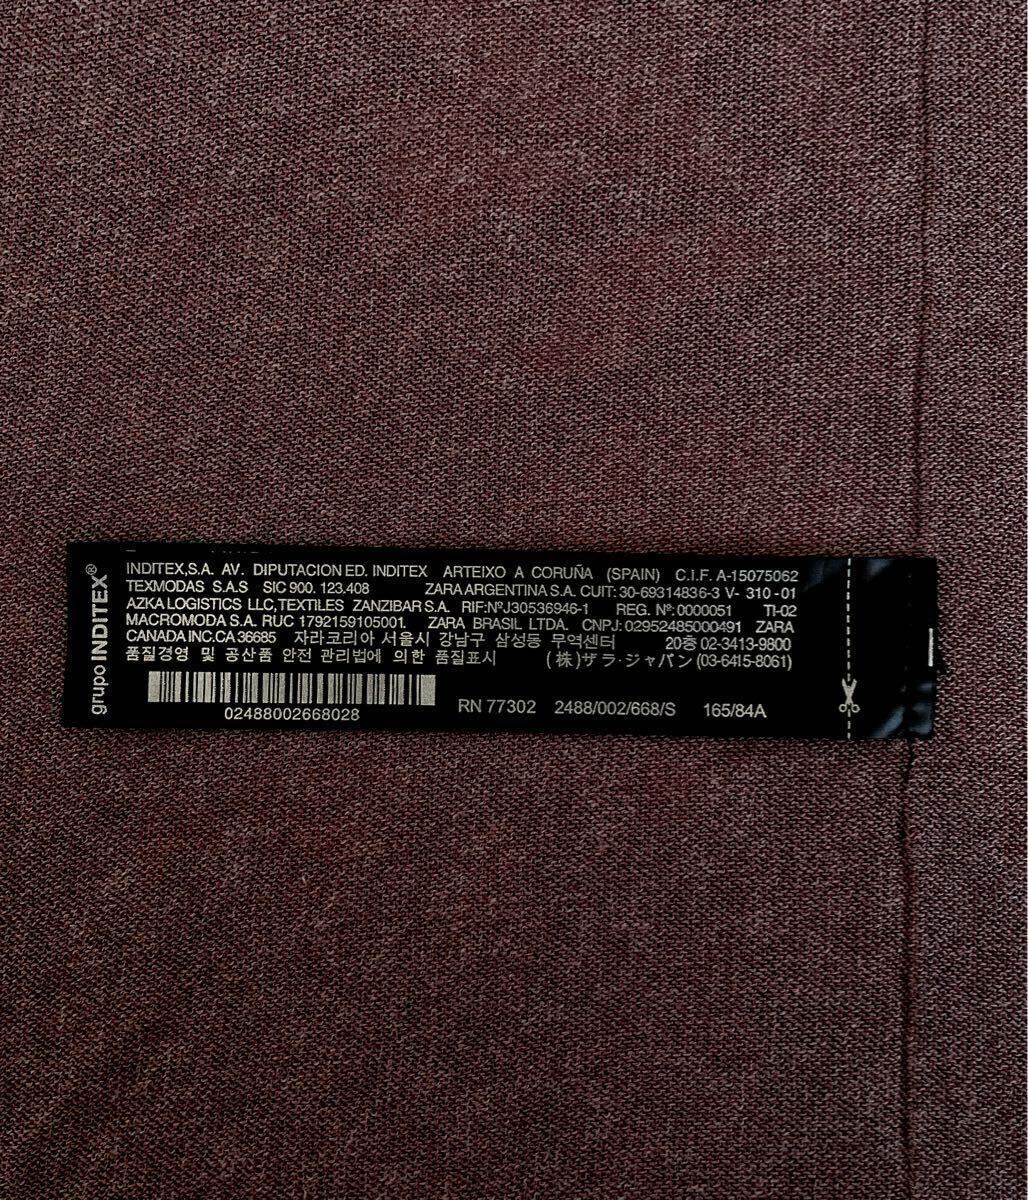 grupo INDITEX®
INDITEX,S.A. AV. DIPUTACION ED. INDITEX ARTEIXO A CORUÑA (SPAIN) C.I.F. A-15075062
TEXMODAS S.A.S SIC 900. 123.408 ZARA ARGENTINA S.A. CUIT: 30-69314836-3 V- 310 -01
AZKA LOGISTICS LLC,TEXTILES ZANZIBAR S.A. RIF:NºJ30536946-1 REG. Nº: 0000051 TI-02
MACROMODA S.A. RUC 1792159105001. ZARA BRASIL LTDA. CNPJ: 029952485000491 ZARA
CANADA INC.CA 36685 자라코리아 서울시 강남구 삼성동 무역센터 20층 02-3413-9800
품질경영 및 공산품 안전 관리법에 의한 품질표시 (株)ザラ・ジャパン (03-6415-8061)
02488002668028 RN 77302 2488/002/668/S 165/84A